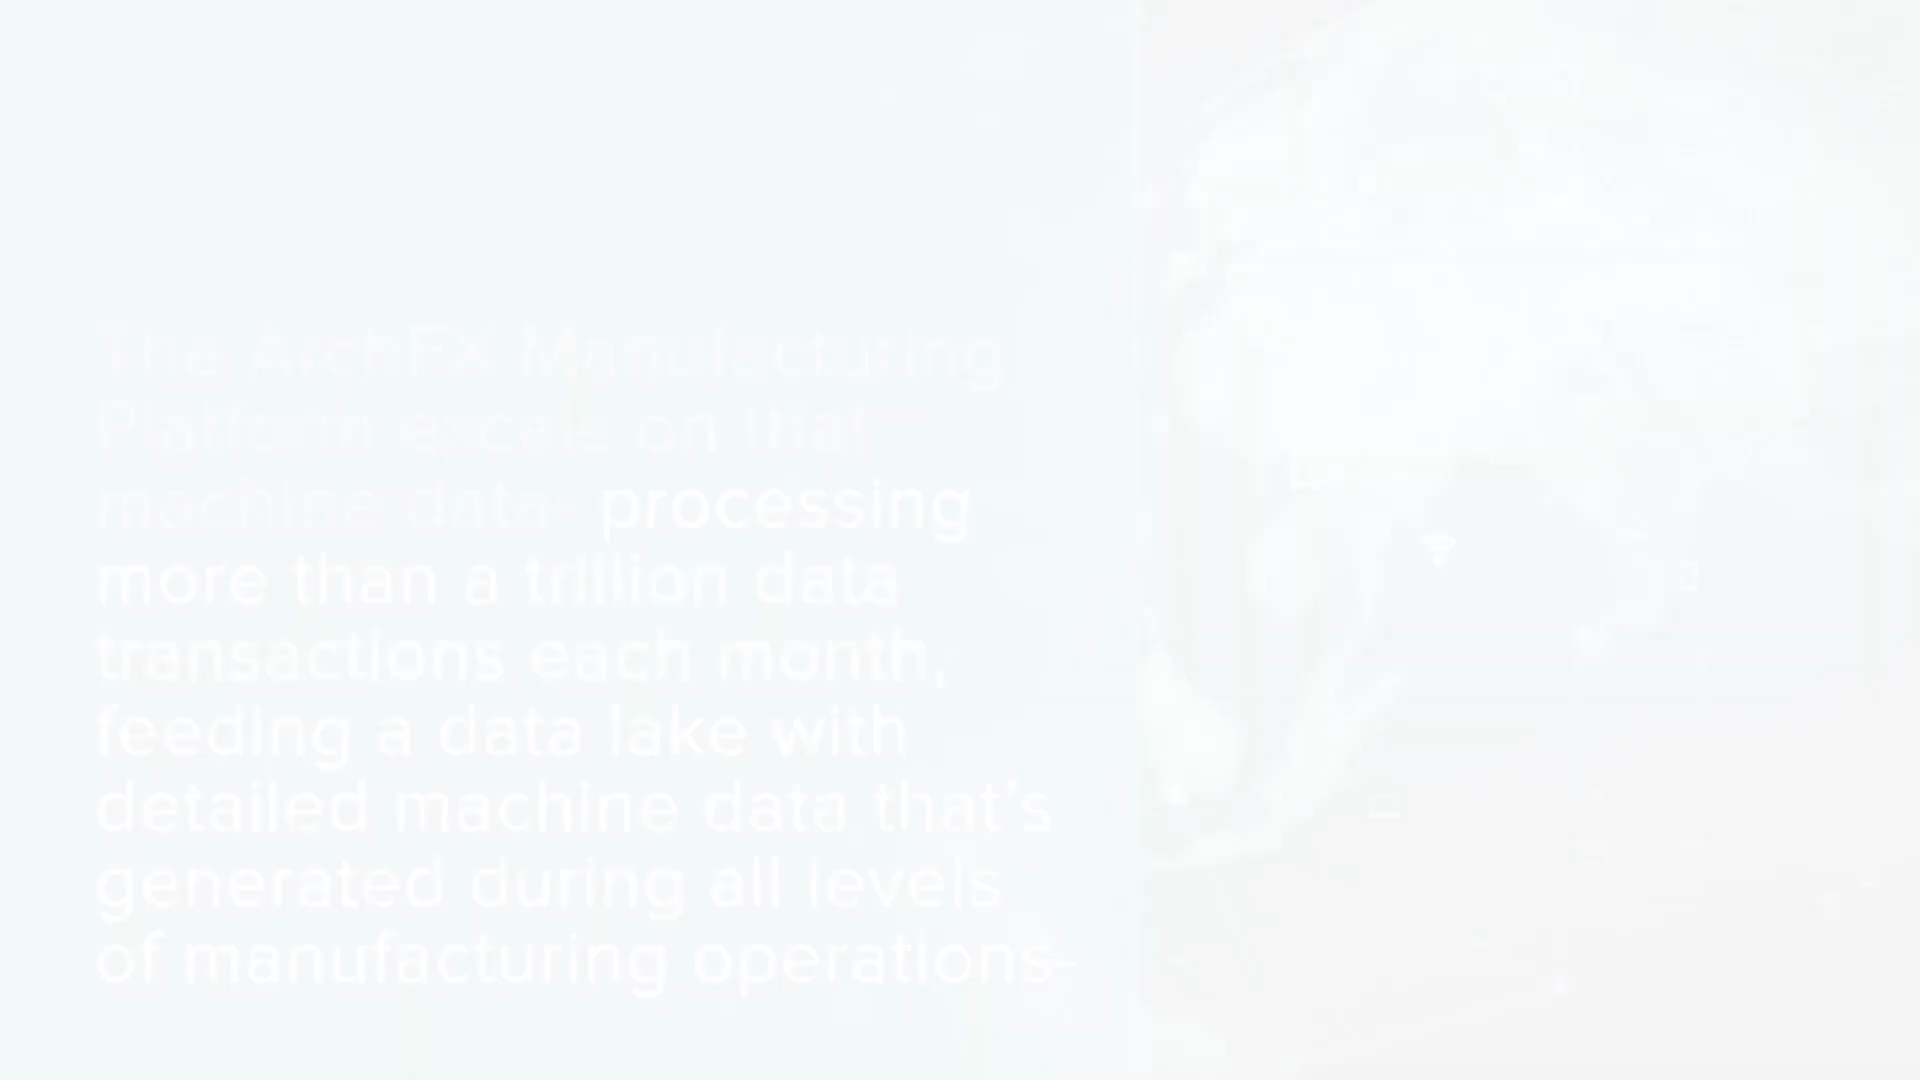 The ArchFX Manufacturing
Platform excels on that
machine data- processing
more than a trillion data
transactions each month,
feeding a data lake with
detailed machine data that's
generated during all levels
of manufacturing operations–